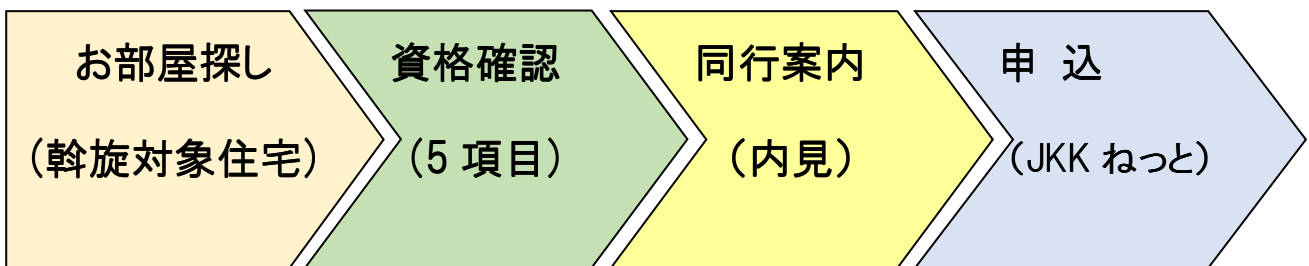 お部屋探し
（斡旋対象住宅）
資格確認
（5 項目）
同行案内
（内見）
申　込
（JKK ねっと）